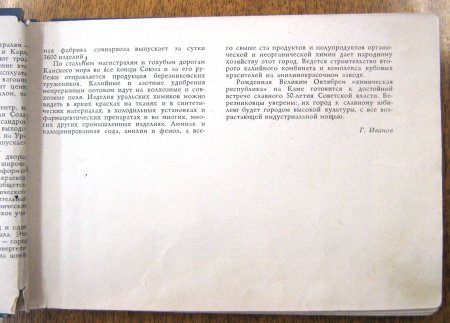 ная фабрика совнархоза выпускает за сутки
3600 изделий.
По стальным магистралям и голубым дорогам
Камского моря во все концы Союза и за его ру-
бежи отправляется продукция березниковских
тружеников. Калийные и азотные удобрения
непрерывным потоком идут на колхозные и совхоз-
ные поля. Изделия уральских химиков можно
видеть в ярких красках на тканях и в синтети-
ческих материалах, в холодильных установках и
фармацевтических препаратах и во многих, мно-
гих других промышленных изделиях. Аммиак и
кальцинированная сода, анилин и фенол, а все-
го свыше ста продуктов и полупродуктов органи-
ческой и неорганической химии дает народному
хозяйству этот город. Ведется строительство вто-
рого калийного комбината и комплекса кубовых
красителей на анилинокрасочном заводе.
Рожденная Великим Октябрем «химическая
республика» на Каме готовится к достойной
встрече славного 50-летия Советской власти. Бе-
резниковцы уверены: их город к славному юби-
лею будет городом высокой культуры, с все воз-
растающей индустриальной мощью.
Г. Иванов